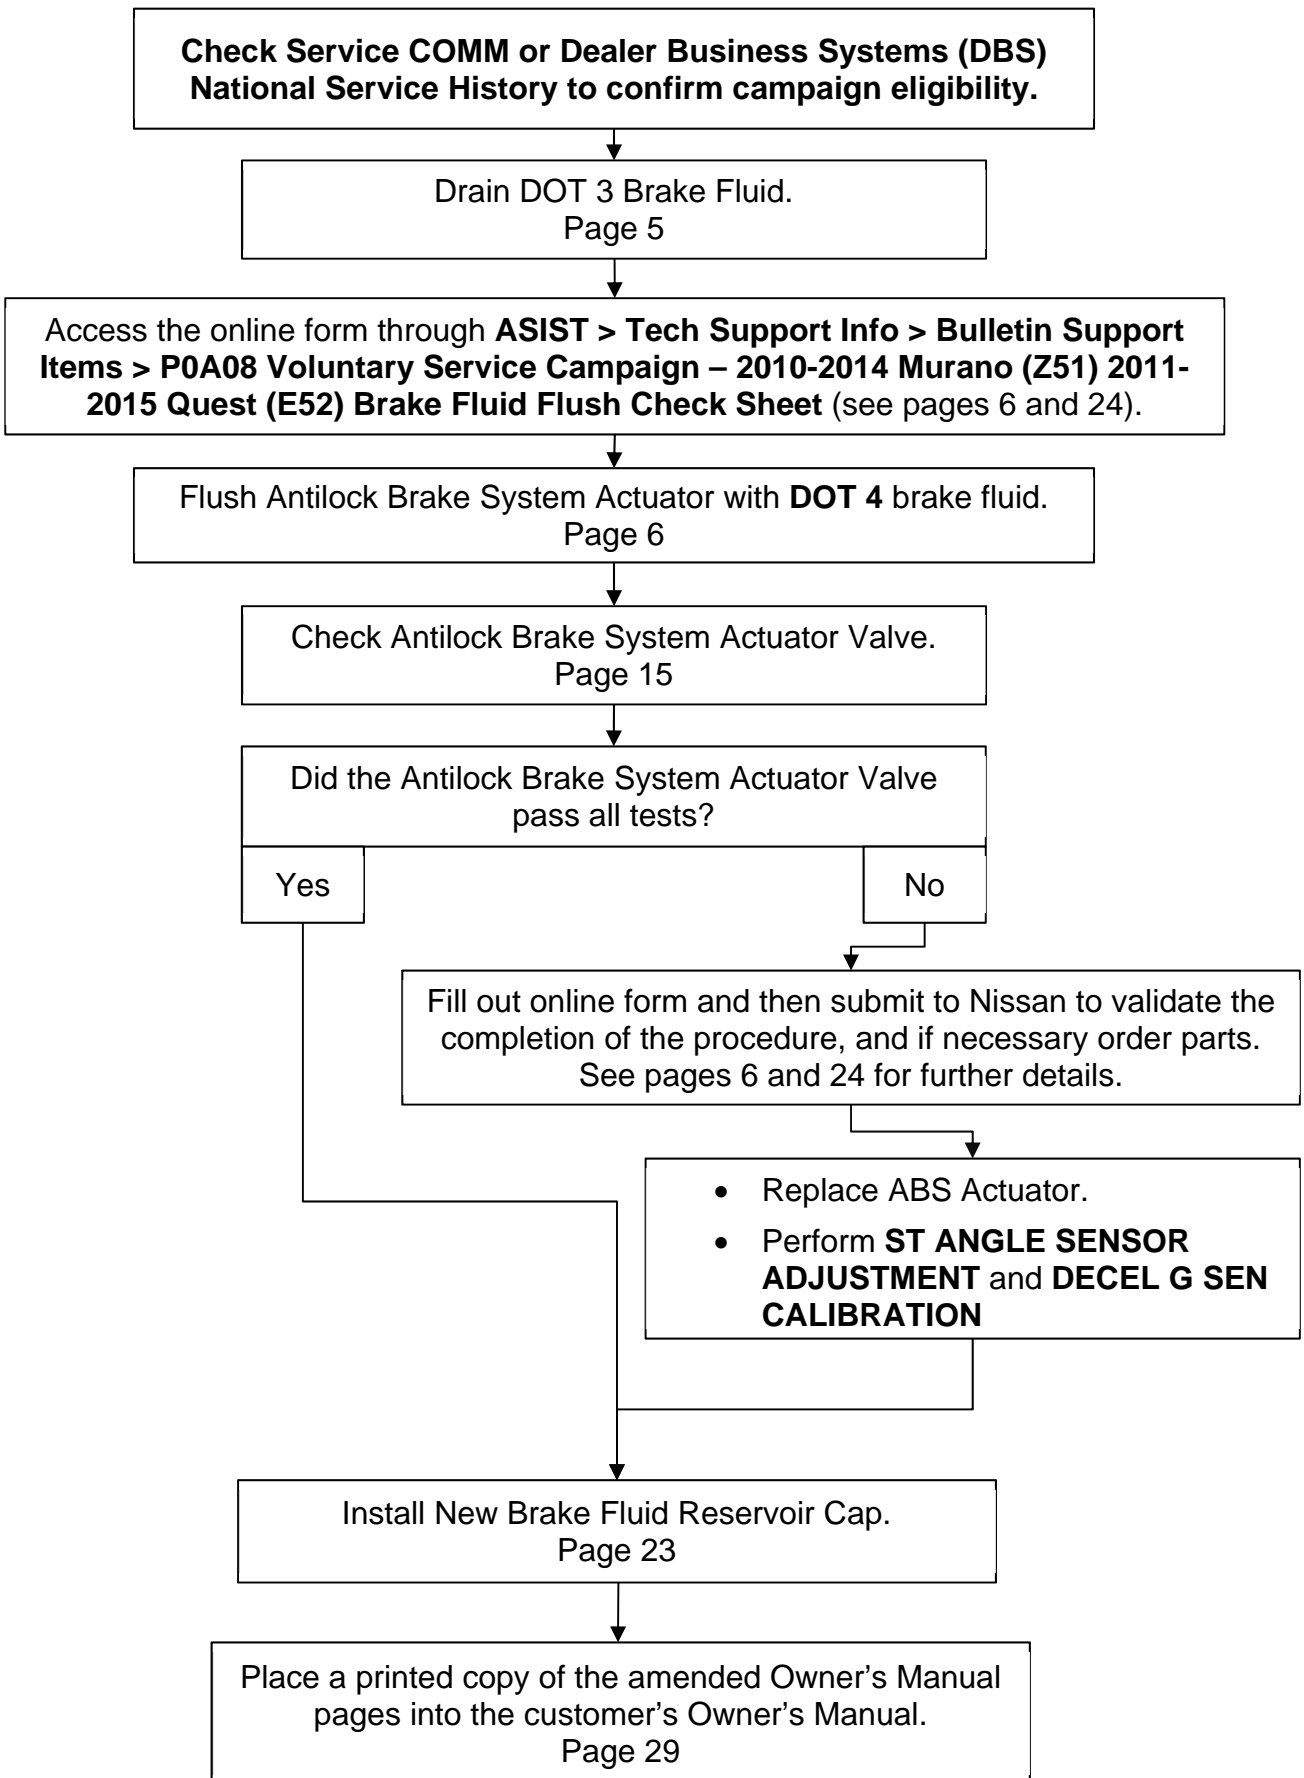 Check Service COMM or Dealer Business Systems (DBS)
National Service History to confirm campaign eligibility.
Drain DOT 3 Brake Fluid.
Page 5
Access the online form through ASIST > Tech Support Info > Bulletin Support
Items > P0A08 Voluntary Service Campaign – 2010-2014 Murano (Z51) 2011-
2015 Quest (E52) Brake Fluid Flush Check Sheet (see pages 6 and 24).
Flush Antilock Brake System Actuator with DOT 4 brake fluid.
Page 6
Check Antilock Brake System Actuator Valve.
Page 15
Did the Antilock Brake System Actuator Valve
pass all tests?
Yes
No
Fill out online form and then submit to Nissan to validate the
completion of the procedure, and if necessary order parts.
See pages 6 and 24 for further details.
• Replace ABS Actuator.
• Perform ST ANGLE SENSOR
ADJUSTMENT and DECEL G SEN
CALIBRATION
Install New Brake Fluid Reservoir Cap.
Page 23
Place a printed copy of the amended Owner’s Manual
pages into the customer’s Owner’s Manual.
Page 29